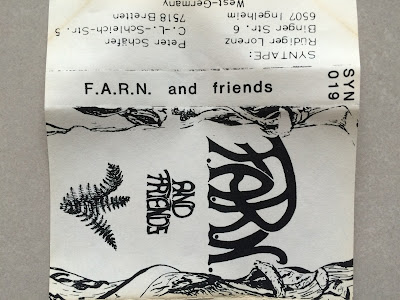 SYNTAPE:
Rüdiger Lorenz
Binger Str. 6
6507 Ingelheim
Peter Schäfer
C.-L.-Schleich-Str. 5
7518 Bretten
West-Germany
F.A.R.N. and friends
SYN
019
F.A.R.N.
AND
FRIENDS